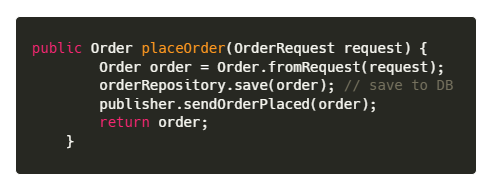 public Order placeOrder(OrderRequest request) {
        Order order = Order.fromRequest(request);
        orderRepository.save(order); // save to DB
        publisher.sendOrderPlaced(order);
        return order;
    }